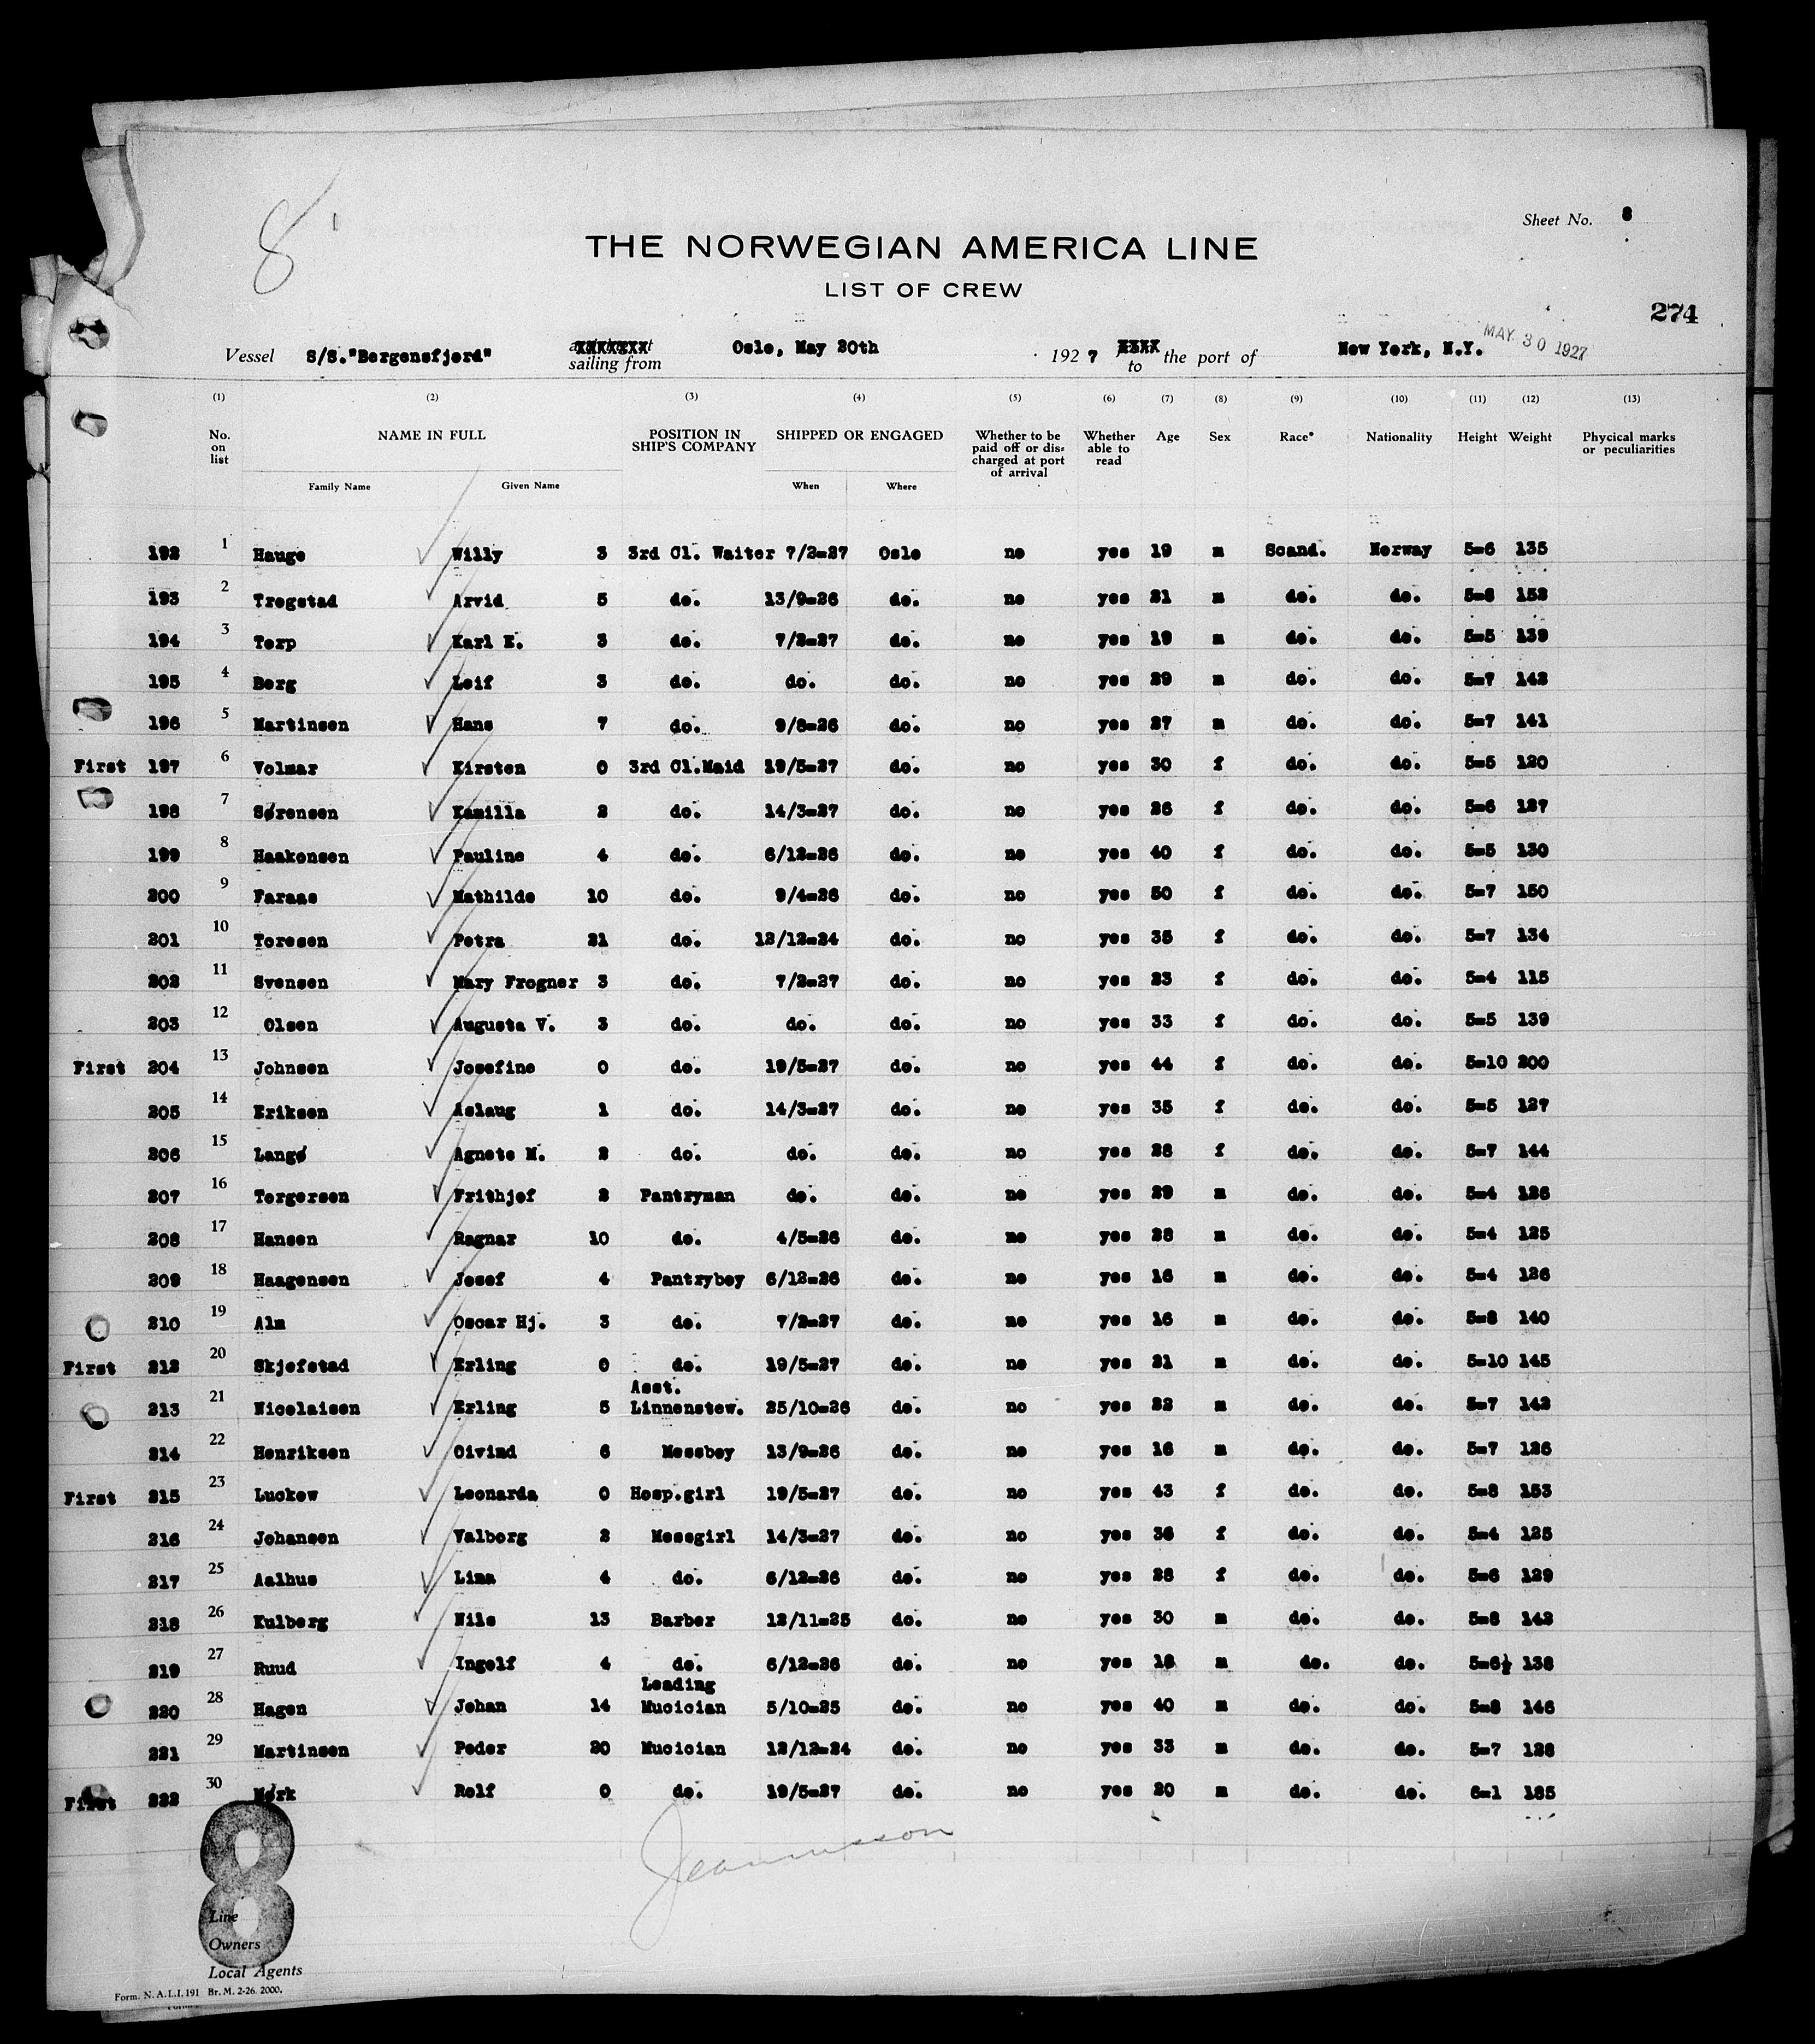 8
Sheet No. 8
THE NORWEGIAN AMERICA LINE
LIST OF CREW
274
Vessel S/S."Bergensfjord" sailing from Oslo, May 20th 1927 to the port of New York, N.Y. MAY 30 1927
(1) (2) (3) (4) (5) (6) (7) (8) (9) (10) (11) (12) (13)
No. on list NAME IN FULL POSITION IN SHIP'S COMPANY SHIPPED OR ENGAGED Whether to be paid off or dis-charged at port of arrival Whether able to read Age Sex Race* Nationality Height Weight Phycical marks or peculiarities
Family Name Given Name When Where
192 1 Hauge Willy 3 3rd Cl. Waiter 7/2-27 Oslo no yes 19 m Scand. Norway 5-6 135
193 2 Trogstad Arvid 5 do. 13/9-26 do. no yes 21 m do. do. 5-8 152
194 3 Torp Karl E. 3 do. 7/2-27 do. no yes 19 m do. do. 5-5 139
195 4 Berg Leif 3 do. do. do. no yes 29 m do. do. 5-7 142
196 5 Martinsen Hans 7 do. 9/8-26 do. no yes 27 m do. do. 5-7 141
First 197 6 Volmar Kirsten 0 3rd Cl.Maid 19/5-27 do. no yes 30 f do. do. 5-5 120
198 7 Sørensen Kamilla 2 do. 14/3-27 do. no yes 26 f do. do. 5-6 127
199 8 Haakensen Pauline 4 do. 6/12-26 do. no yes 40 f do. do. 5-5 130
200 9 Faraas Mathilde 10 do. 9/4-26 do. no yes 50 f do. do. 5-7 150
201 10 Toresen Petra 21 do. 12/12-24 do. no yes 35 f do. do. 5-7 134
202 11 Svensen Mary Frogner 3 do. 7/2-27 do. no yes 23 f do. do. 5-4 115
203 12 Olsen Augusta V. 3 do. do. do. no yes 33 f do. do. 5-5 139
First 204 13 Johnsen Josefine 0 do. 19/5-27 do. no yes 44 f do. do. 5-10 200
205 14 Eriksen Aslaug 1 do. 14/3-27 do. no yes 35 f do. do. 5-5 127
206 15 Langø Agnete M. 2 do. do. do. no yes 28 f do. do. 5-7 144
207 16 Torgersen Frithjof 2 Pantryman do. do. no yes 29 m do. do. 5-4 126
208 17 Hansen Ragnar 10 do. 4/5-26 do. no yes 28 m do. do. 5-4 125
209 18 Haagensen Josef 4 Pantryboy 6/12-26 do. no yes 16 m do. do. 5-4 126
210 19 Alm Oscar Hj. 3 do. 7/2-27 do. no yes 16 m do. do. 5-8 140
First 212 20 Skjefstad Erling 0 do. 19/5-27 do. no yes 21 m do. do. 5-10 145
213 21 Nicolaisen Erling 5 Asst. Linnenstew. 25/10-26 do. no yes 22 m do. do. 5-7 142
214 22 Henriksen Oivind 6 Messboy 13/9-26 do. no yes 16 m do. do. 5-7 126
First 215 23 Luckow Leonarda 0 Hosp.girl 19/5-27 do. no yes 43 f do. do. 5-8 153
216 24 Johansen Valborg 2 Messgirl 14/3-27 do. no yes 36 f do. do. 5-4 125
217 25 Aalhus Lina 4 do. 6/12-26 do. no yes 28 f do. do. 5-6 129
218 26 Kulberg Nils 13 Barber 12/11-25 do. no yes 30 m do. do. 5-8 142
219 27 Ruud Ingolf 4 do. 6/12-26 do. no yes 18 m do. do. 5-6½ 138
220 28 Hagen Johan 14 Leading Mucician 5/10-25 do. no yes 40 m do. do. 5-8 146
221 29 Martinsen Peder 20 Mucician 12/12-24 do. no yes 33 m do. do. 5-7 128
First 222 30 Mørk Rolf 0 do. 19/5-27 do. no yes 20 m do. do. 6-1 185
8
Line
Owners
Local Agents
Form. N. A.L.I. 191 Br. M. 2-26. 2000.